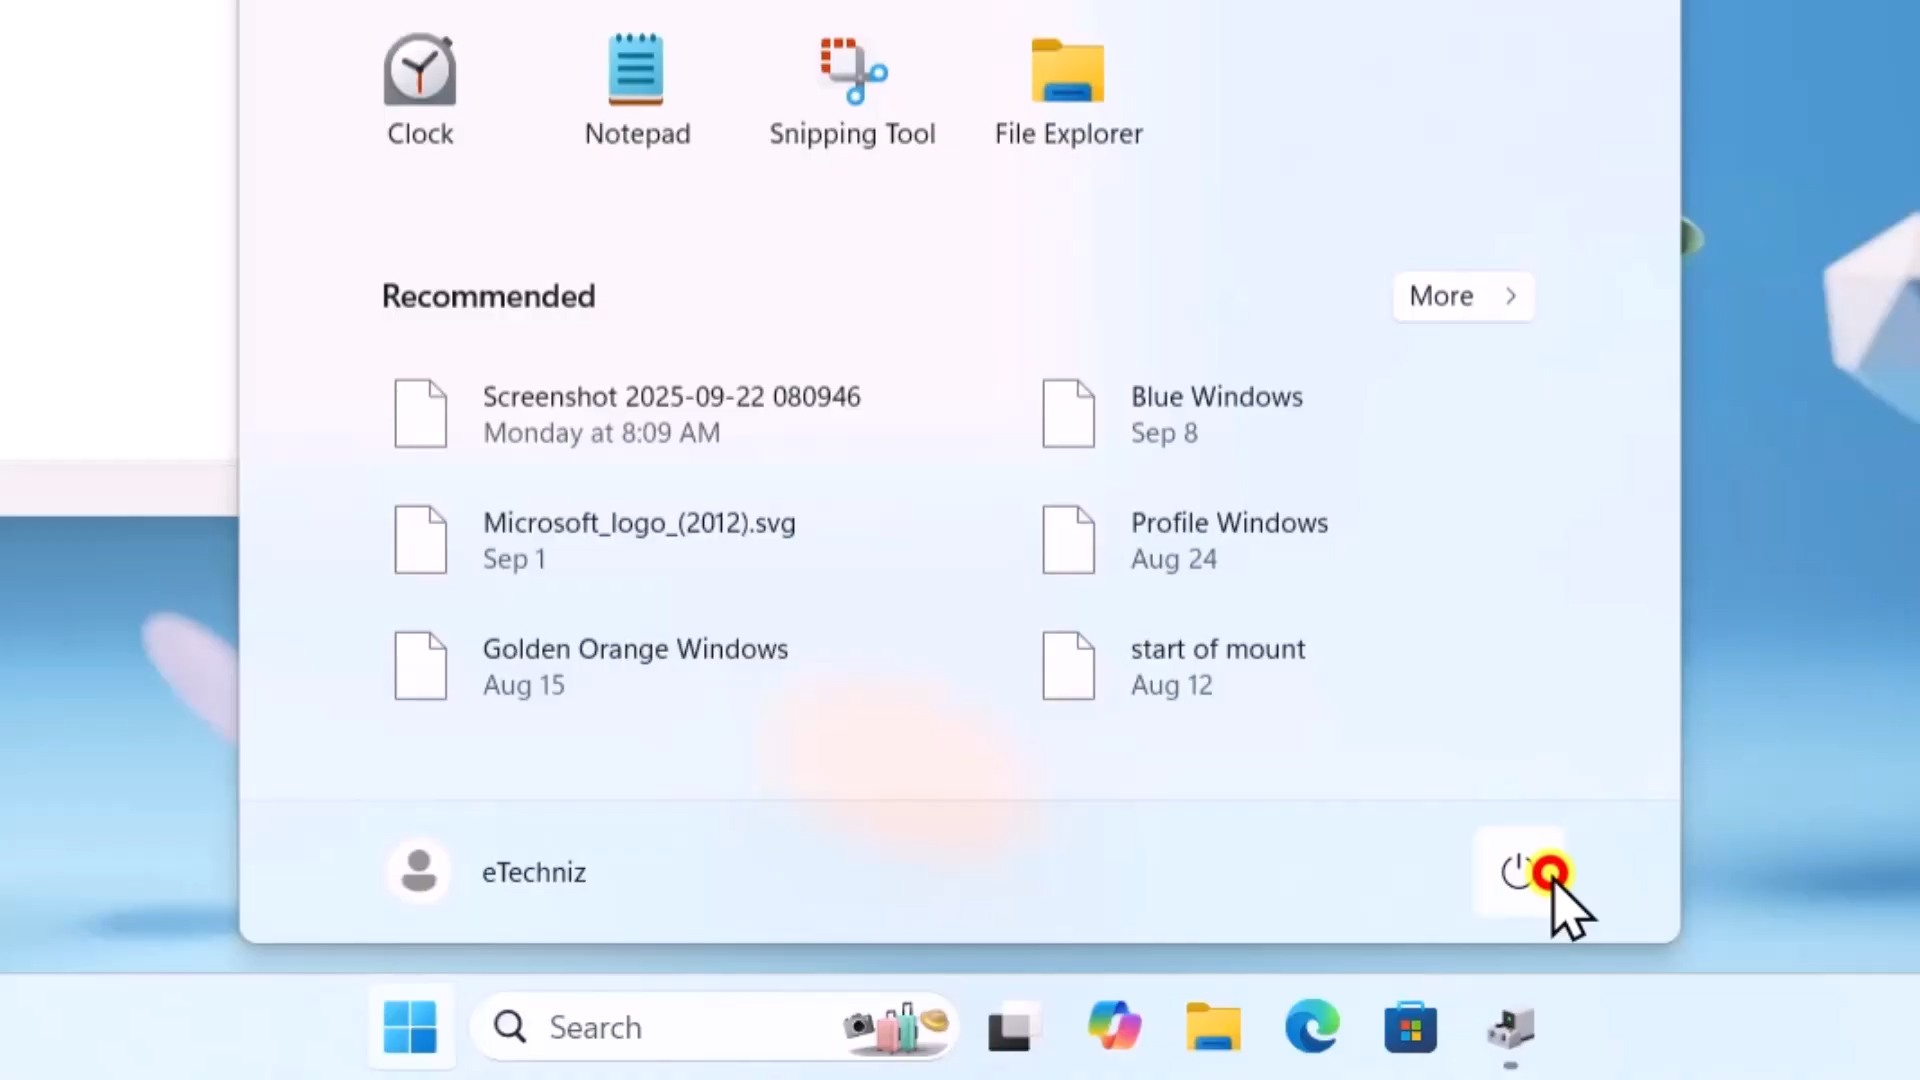 Clock
Notepad
Snipping Tool
File Explorer
Recommended
More
Screenshot 2025-09-22 080946
Monday at 8:09 AM
Blue Windows
Sep 8
Microsoft_logo_(2012).svg
Sep 1
Profile Windows
Aug 24
Golden Orange Windows
Aug 15
start of mount
Aug 12
eTechniz
Search